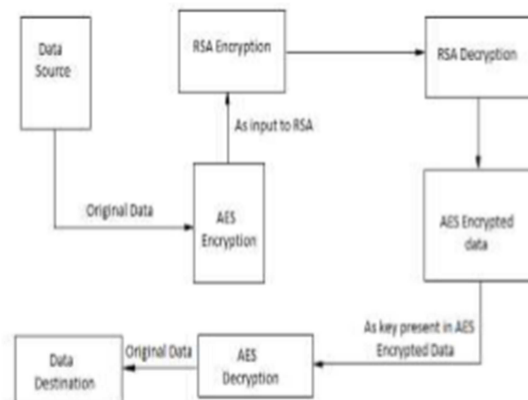 Data
Source
RSA Encryption
RSA Decryption
As input to RSA
Original Data
AES
Encryption
AES Encrypted
data
As key present in AES
Encrypted Data
Original Data
AES
Decryption
Data
Destination